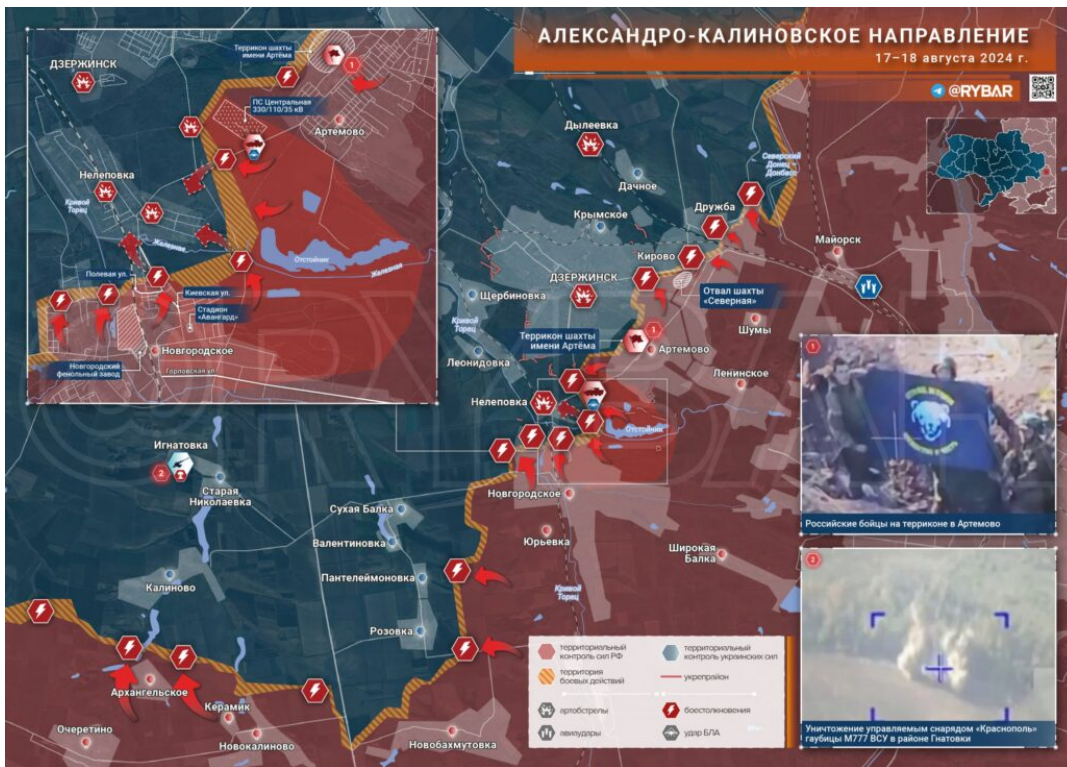 АЛЕКСАНДРО-КАЛИНОВСКОЕ НАПРАВЛЕНИЕ
17–18 августа 2024 г.
@RYBAR
Террикон шахты
имени Артёма
1
ДЗЕРЖИНСК
ПС Центральная
330/110/35 кВ
Артемово
Нелеповка
Кривой
Торец
Железная
Отстойник
Железная
Полевая ул.
Киевская ул.
Стадион
«Авангард»
Новгородское
Новгородский
фенольный завод
Горловская ул.
Дылеевка
Северский
Донец
Донбасс
Дачное
Дружба
Крымское
Майорск
Кирово
ДЗЕРЖИНСК
Отвал шахты
«Северная»
Щербиновка
Кривой
Торец
Шумы
Террикон шахты
имени Артёма
1
Артемово
Леонидовка
Ленинское
Нелеповка
Отстойник
Игнатовка
2
Старая
Николаевка
Новгородское
Сухая Балка
Юрьевка
Валентиновка
Широкая
Балка
Пантелеймоновка
Калиново
Кривой
Торец
Розовка
Архангельское
Керамик
Очеретино
Новокалиново
Новобахмутовка
1
Российские бойцы на терриконе в Артемово
2
Уничтожение управляемым снарядом «Краснополь»
гаубицы М777 ВСУ в районе Гнатовки
территориальный
контроль сил РФ
территориальный
контроль украинских сил
территория
боевых действий
укрепрайон
артобстрелы
боестолкновения
авиаудары
удар БЛА